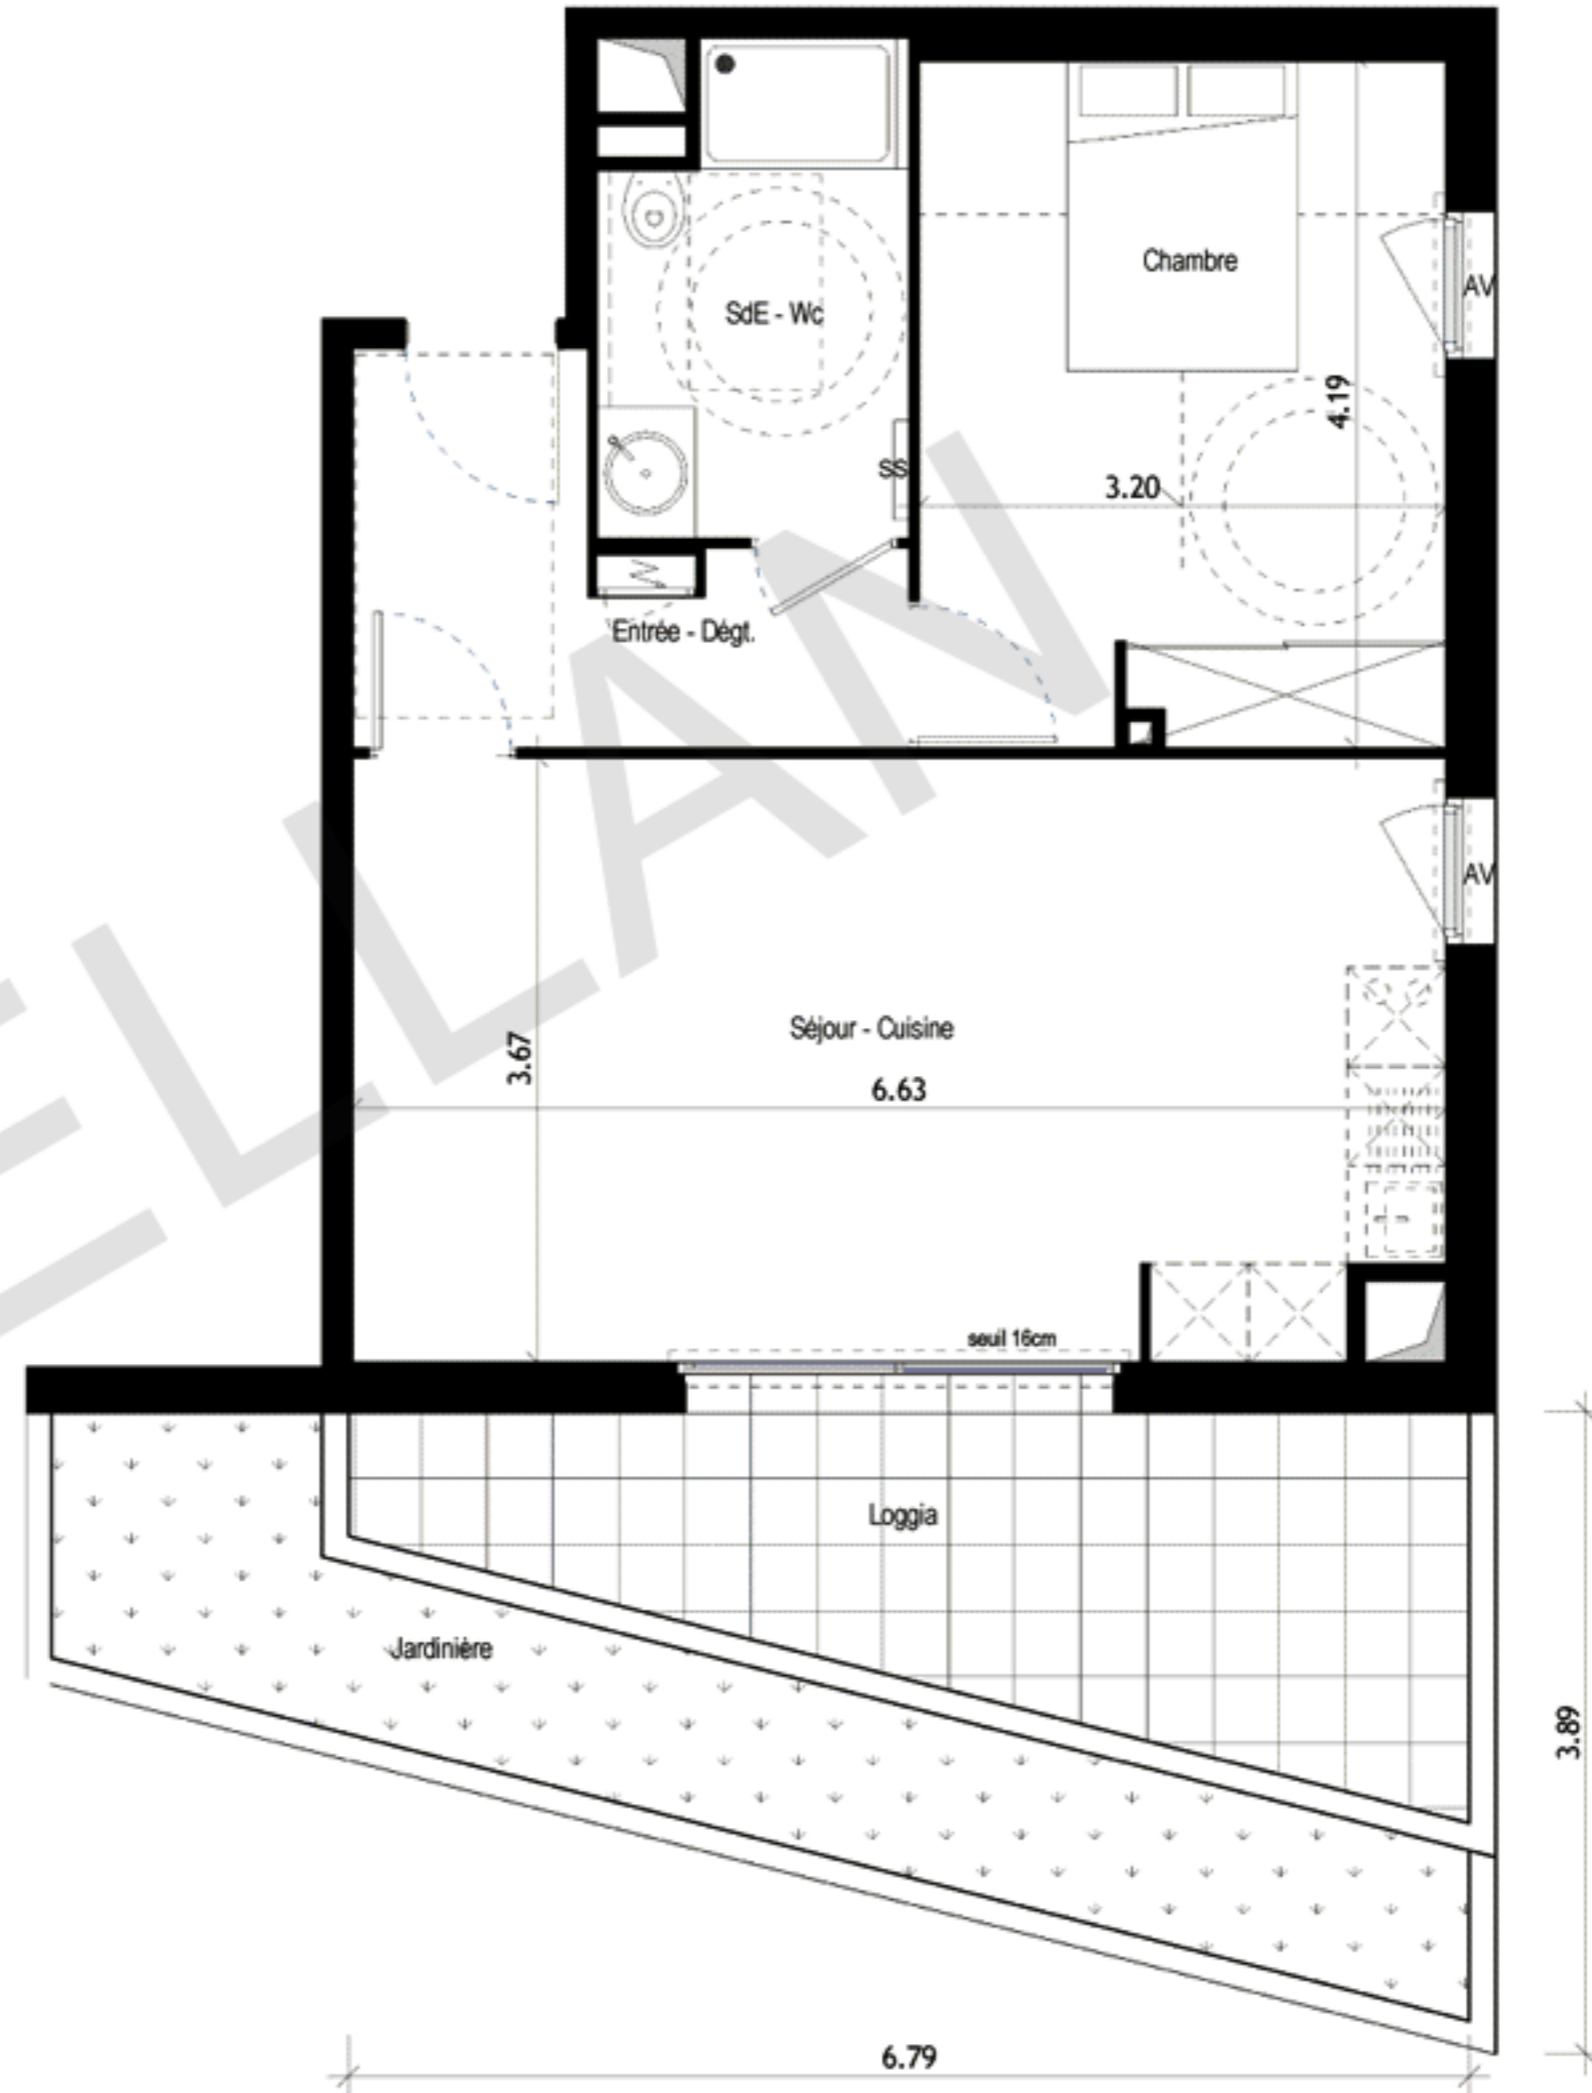 Chambre
AV
SdE - Wc
4.19
SS
3.20
Entrée - Dégt.
AV
Séjour - Cuisine
3.67
6.63
seuil 16cm
Loggia
Jardinière
3.89
6.79
ELLAN